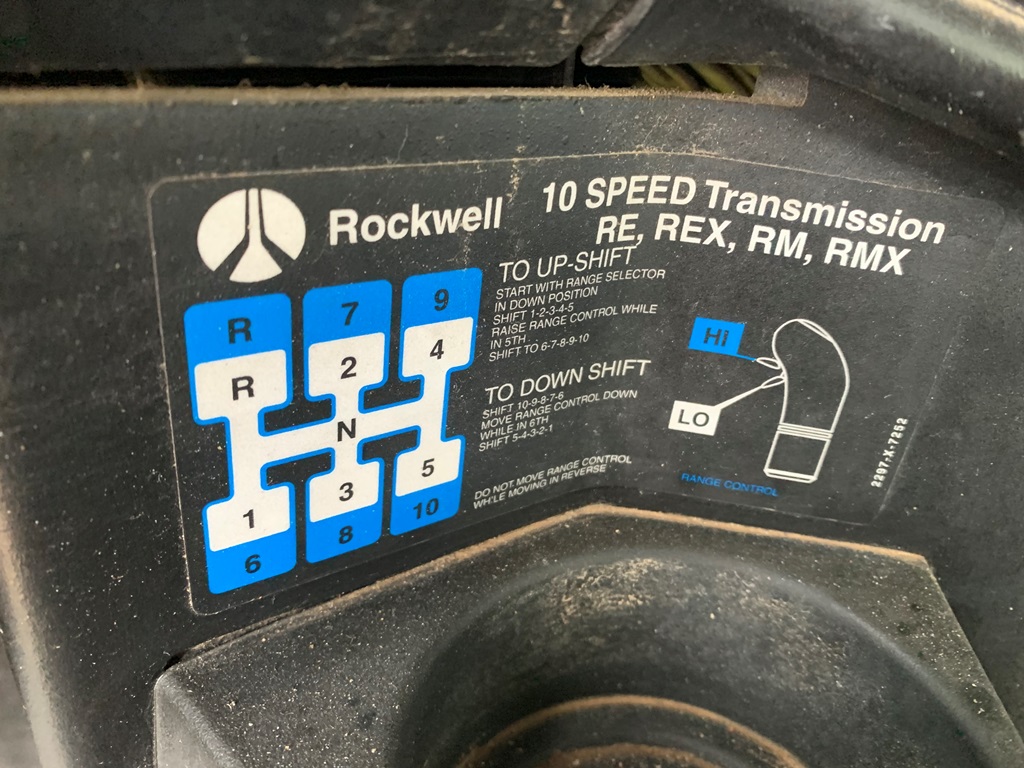 Rockwell
10 SPEED Transmission
RE, REX, RM, RMX
R 7 9
R 2 4
N
1 3 5
6 8 10
TO UP-SHIFT
START WITH RANGE SELECTOR
IN DOWN POSITION
SHIFT 1-2-3-4-5
RAISE RANGE CONTROL WHILE
IN 5TH
SHIFT TO 6-7-8-9-10
TO DOWN SHIFT
SHIFT 10-9-8-7-6
MOVE RANGE CONTROL DOWN
WHILE IN 6TH
SHIFT 5-4-3-2-1
DO NOT MOVE RANGE CONTROL
WHILE MOVING IN REVERSE
Hi
LO
RANGE CONTROL
2297-X-7252